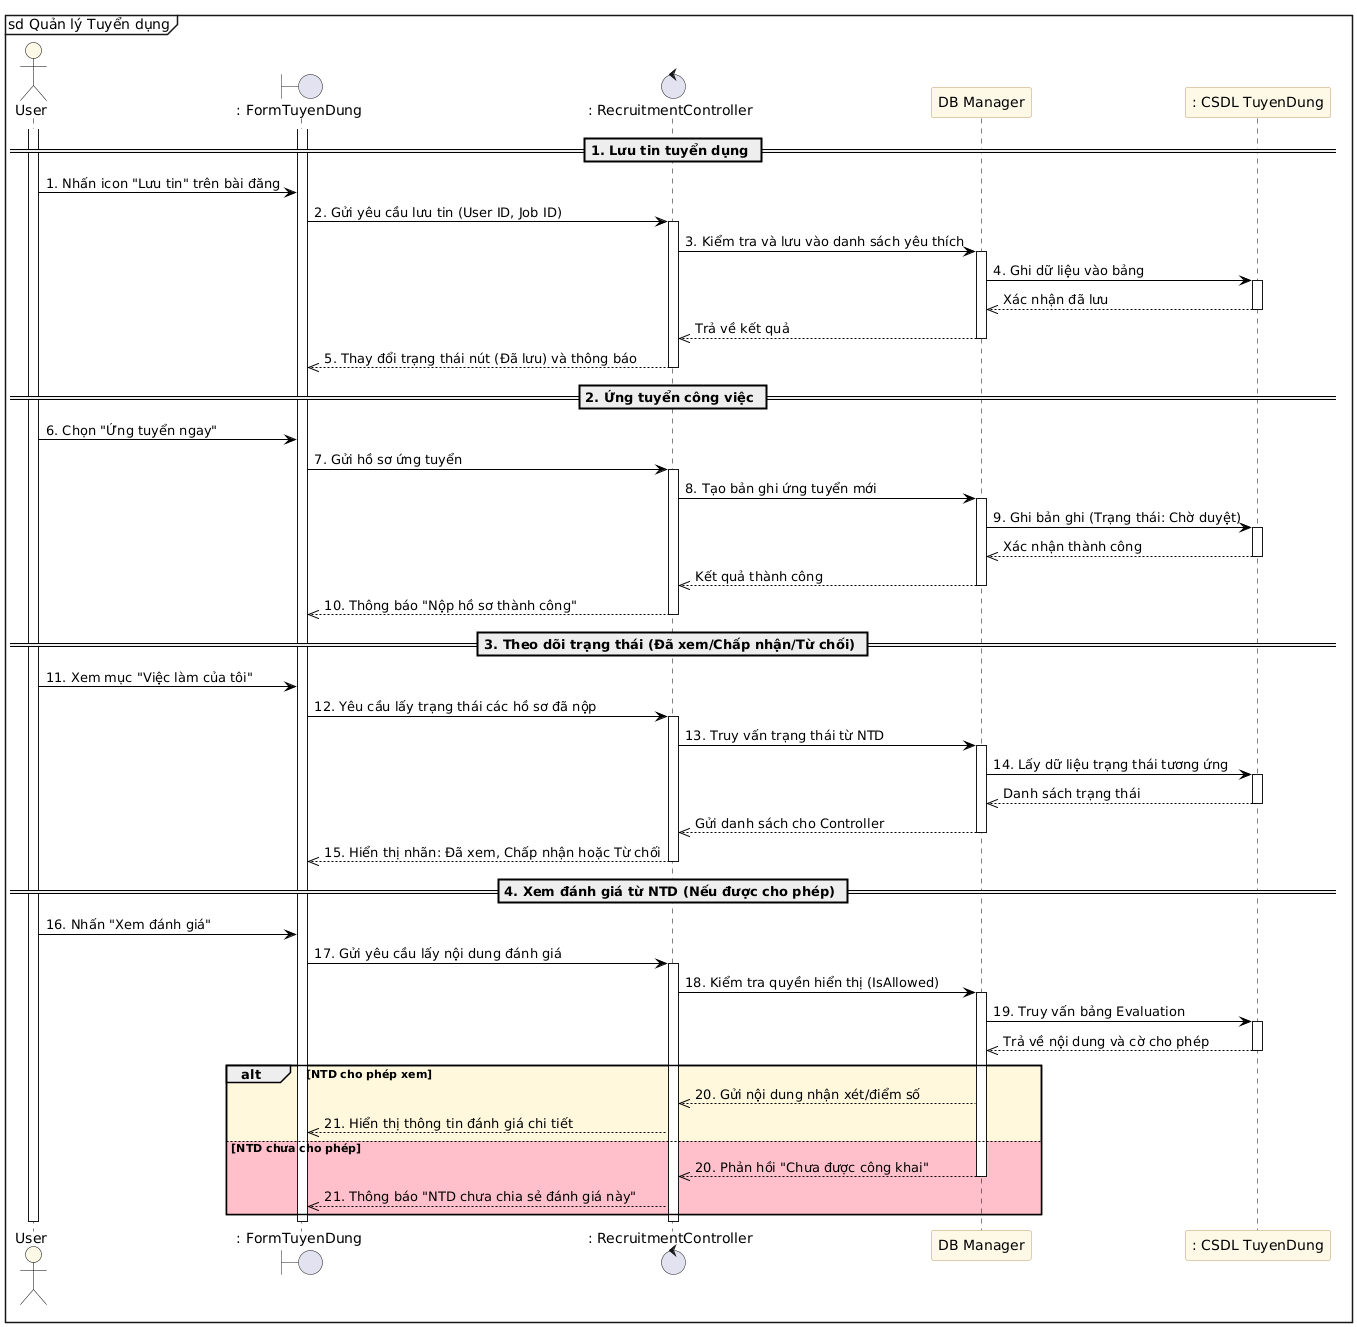 sd Quản lý Tuyển dụng
User
: FormTuyenDung
: RecruitmentController
DB Manager
: CSDL TuyenDung
1. Lưu tin tuyển dụng
1. Nhấn icon "Lưu tin" trên bài đăng
2. Gửi yêu cầu lưu tin (User ID, Job ID)
3. Kiểm tra và lưu vào danh sách yêu thích
4. Ghi dữ liệu vào bảng
Xác nhận đã lưu
Trả về kết quả
5. Thay đổi trạng thái nút (Đã lưu) và thông báo
2. Ứng tuyển công việc
6. Chọn "Ứng tuyển ngay"
7. Gửi hồ sơ ứng tuyển
8. Tạo bản ghi ứng tuyển mới
9. Ghi bản ghi (Trạng thái: Chờ duyệt)
Xác nhận thành công
Kết quả thành công
10. Thông báo "Nộp hồ sơ thành công"
3. Theo dõi trạng thái (Đã xem/Chấp nhận/Từ chối)
11. Xem mục "Việc làm của tôi"
12. Yêu cầu lấy trạng thái các hồ sơ đã nộp
13. Truy vấn trạng thái từ NTD
14. Lấy dữ liệu trạng thái tương ứng
Danh sách trạng thái
Gửi danh sách cho Controller
15. Hiển thị nhãn: Đã xem, Chấp nhận hoặc Từ chối
4. Xem đánh giá từ NTD (Nếu được cho phép)
16. Nhấn "Xem đánh giá"
17. Gửi yêu cầu lấy nội dung đánh giá
18. Kiểm tra quyền hiển thị (IsAllowed)
19. Truy vấn bảng Evaluation
Trả về nội dung và cờ cho phép
alt [NTD cho phép xem]
20. Gửi nội dung nhận xét/điểm số
21. Hiển thị thông tin đánh giá chi tiết
[NTD chưa cho phép]
20. Phản hồi "Chưa được công khai"
21. Thông báo "NTD chưa chia sẻ đánh giá này"
User
: FormTuyenDung
: RecruitmentController
DB Manager
: CSDL TuyenDung